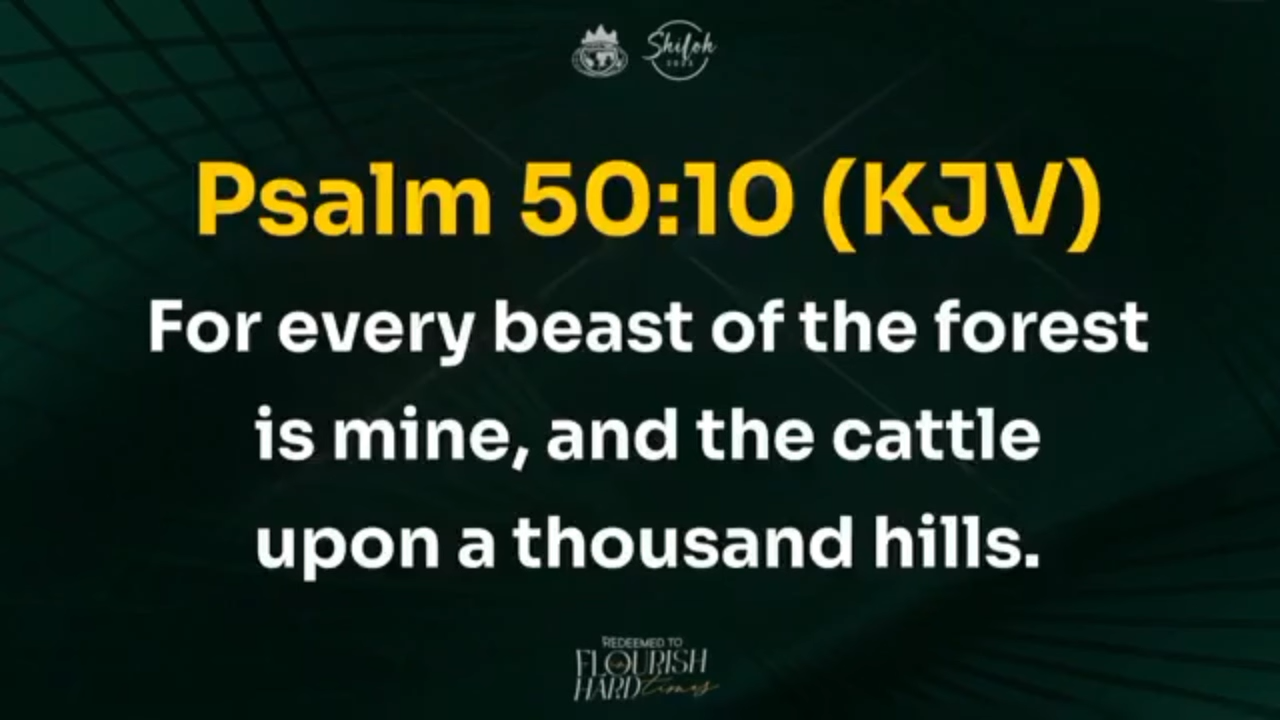 Shiloh
Psalm 50:10 (KJV)
For every beast of the forest
is mine, and the cattle
upon a thousand hills.
REDEEMED TO
FLOURISH
HARD times